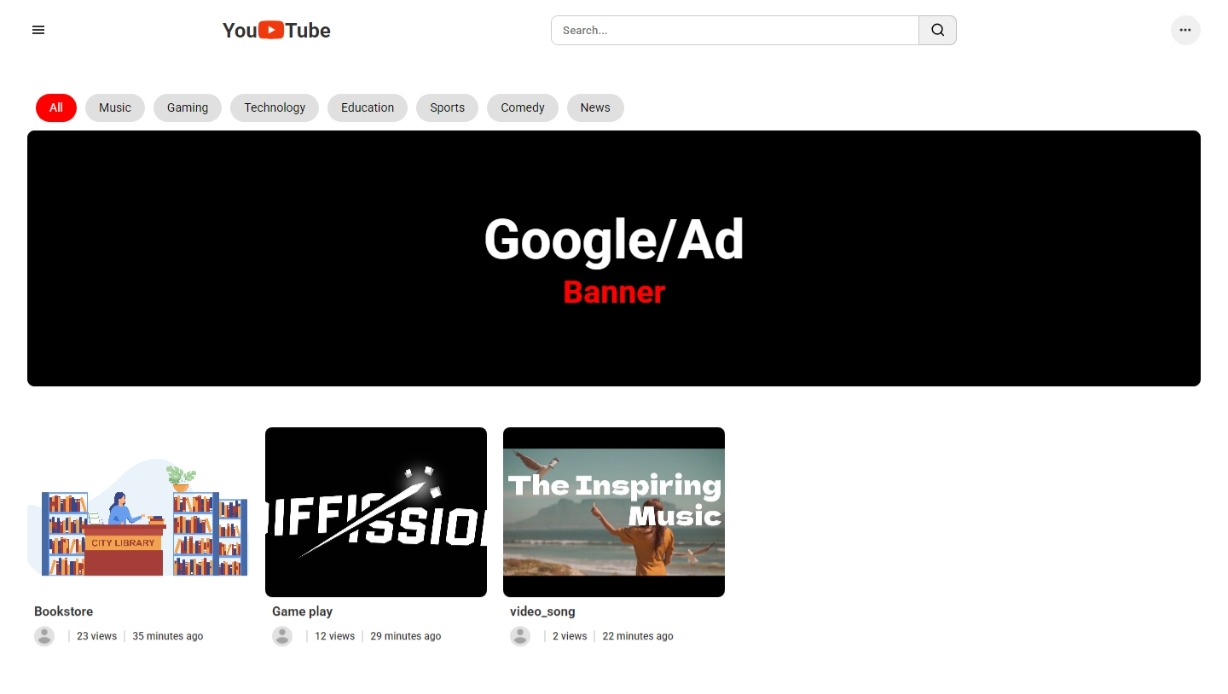 YouTube
Search...
All Music Gaming Technology Education Sports Comedy News
Google/Ad
Banner
CITY LIBRARY
IFFISSION
The Inspiring
Music
Bookstore
23 views 35 minutes ago
Game play
12 views 29 minutes ago
video_song
2 views 22 minutes ago